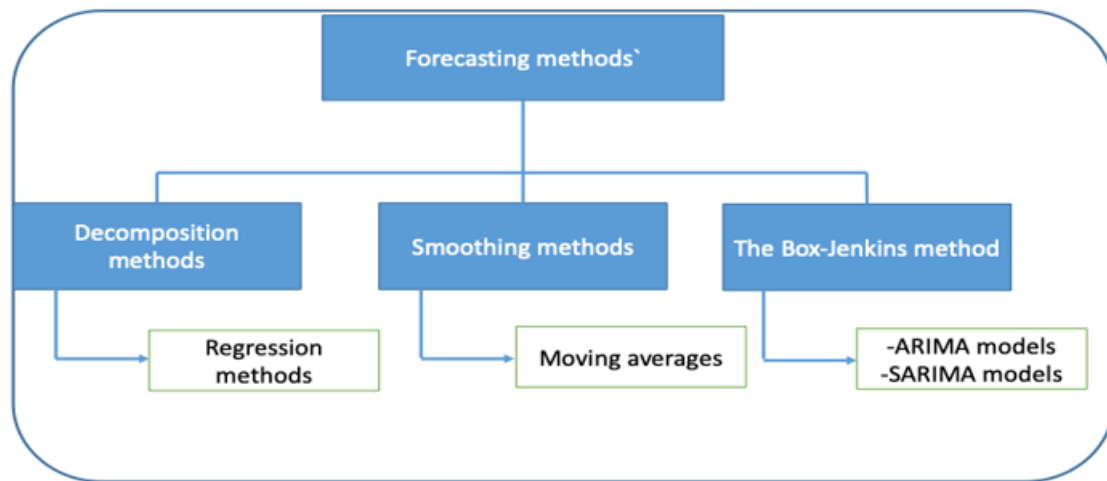 Forecasting methods`
Decomposition
methods
Smoothing methods
The Box-Jenkins method
Regression
methods
Moving averages
-ARIMA models
-SARIMA models